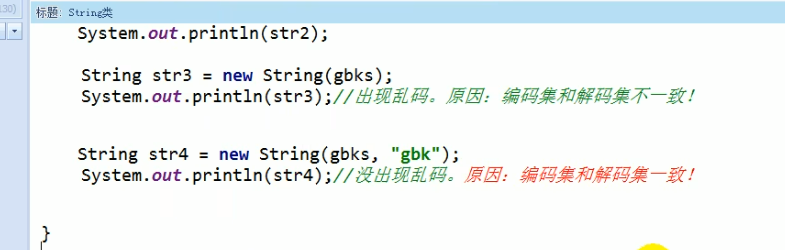 130)
标题: String类
System.out.println(str2);
String str3 = new String(gbks);
System.out.println(str3);//出现乱码。原因：编码集和解码集不一致！
String str4 = new String(gbks, "gbk");
System.out.println(str4);//没出现乱码。原因：编码集和解码集一致！
}